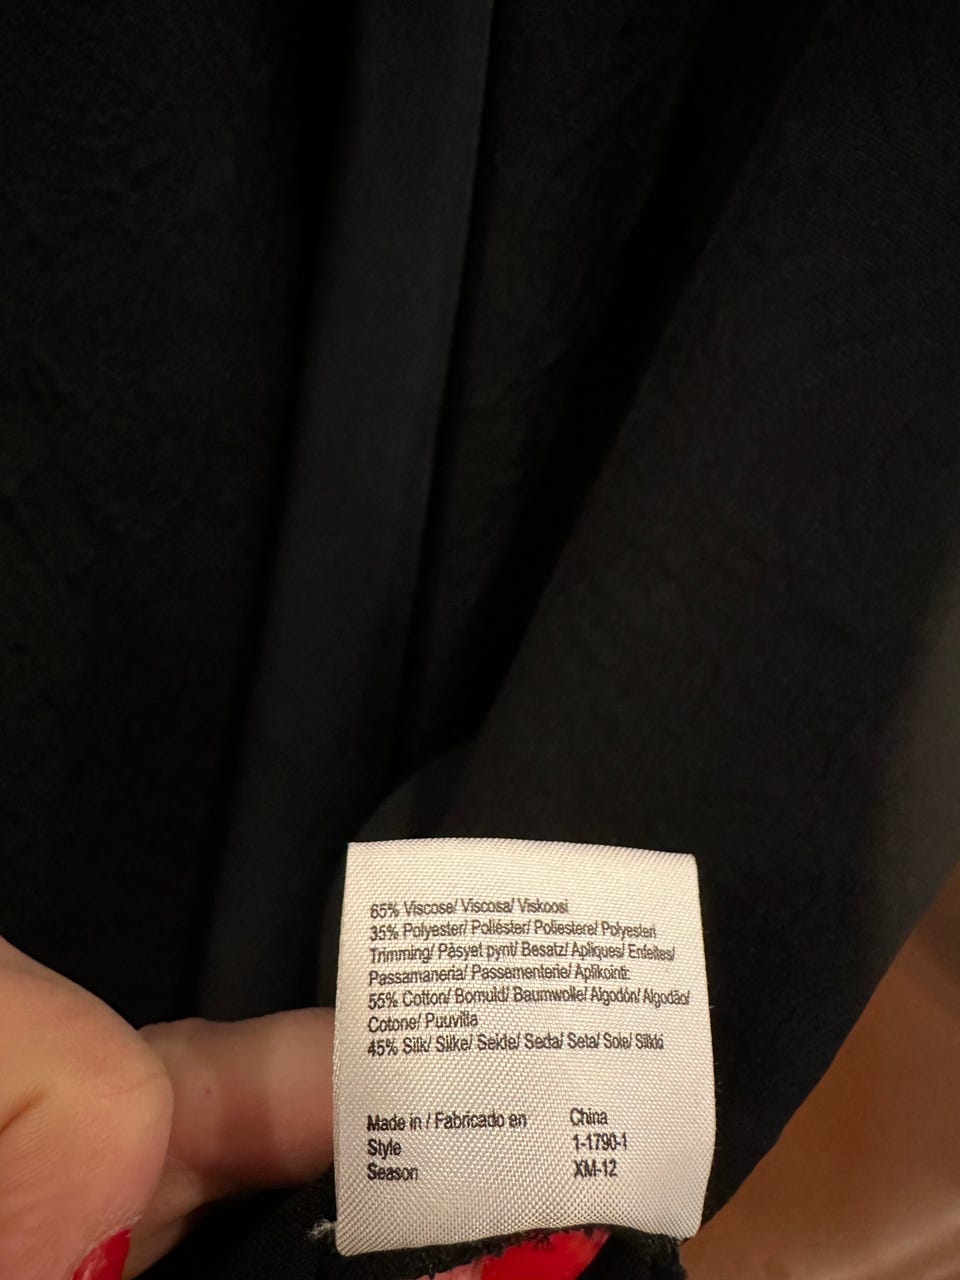 65% Viscose/ Viscosa/ Viskoosi
35% Polyester/ Poliéster/ Poliestere/ Polyesteri
Trimming/ Påsyet pynt/ Besatz/ Apliques/ Enfeites/
Passamaneria/ Passementerie/ Aplikointi:
55% Cotton/ Bomuld/ Baumwolle/ Algodón/ Algodão/
Cotone/ Puuvilla
45% Silk/ Silke/ Seide/ Seda/ Seta/ Soie/ Silkki
Made in / Fabricado en China
Style 1-1790-1
Season XM-12